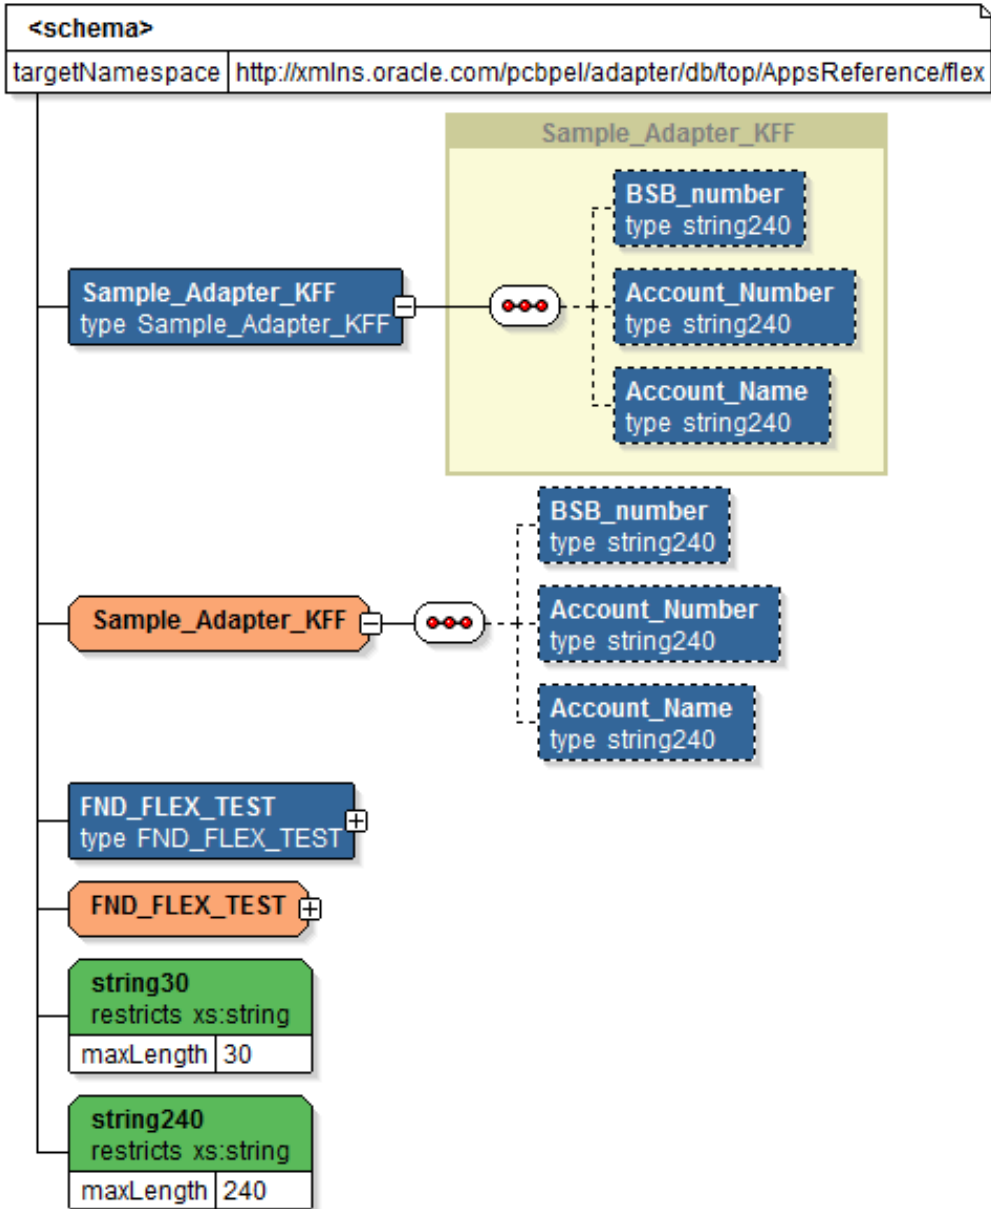 <schema>
targetNamespace http://xmlns.oracle.com/pcbpel/adapter/db/top/AppsReference/flex
Sample_Adapter_KFF
BSB_number
type string240
Sample_Adapter_KFF
type Sample_Adapter_KFF
Account_Number
type string240
Account_Name
type string240
BSB_number
type string240
Sample_Adapter_KFF
Account_Number
type string240
Account_Name
type string240
FND_FLEX_TEST
type FND_FLEX_TEST
FND_FLEX_TEST
string30
restricts xs:string
maxLength 30
string240
restricts xs:string
maxLength 240